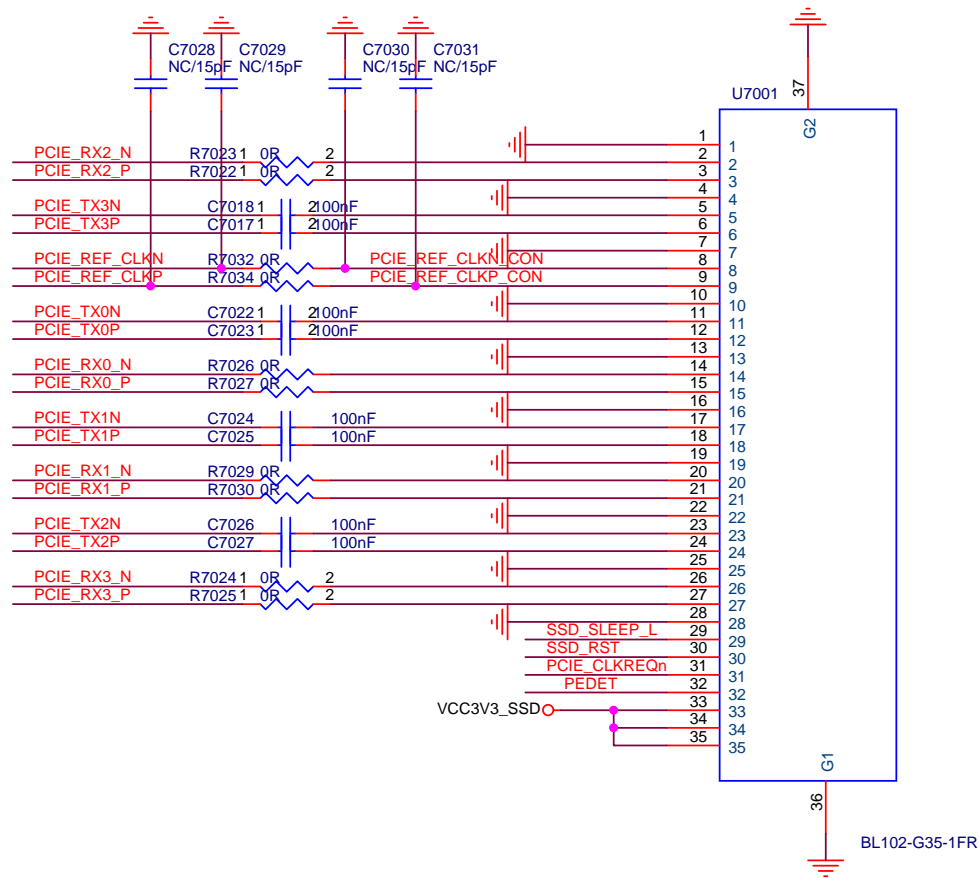 C7028
NC/15pF
C7029
NC/15pF
C7030
NC/15pF
C7031
NC/15pF
U7001
37
G2
1 1
PCIE_RX2_N R7023 1 0R 2 2 2
PCIE_RX2_P R7022 1 0R 2 3 3
4 4
PCIE_TX3N C7018 1 2 100nF 5 5
PCIE_TX3P C7017 1 2 100nF 6 6
7 7
PCIE_REF_CLKN R7032 0R PCIE_REF_CLKN_CON 8 8
PCIE_REF_CLKP R7034 0R PCIE_REF_CLKP_CON 9 9
10 10
PCIE_TX0N C7022 1 2 100nF 11 11
PCIE_TX0P C7023 1 2 100nF 12 12
13 13
PCIE_RX0_N R7026 0R 14 14
PCIE_RX0_P R7027 0R 15 15
16 16
PCIE_TX1N C7024 100nF 17 17
PCIE_TX1P C7025 100nF 18 18
19 19
PCIE_RX1_N R7029 0R 20 20
PCIE_RX1_P R7030 0R 21 21
22 22
PCIE_TX2N C7026 100nF 23 23
PCIE_TX2P C7027 100nF 24 24
25 25
PCIE_RX3_N R7024 1 0R 2 26 26
PCIE_RX3_P R7025 1 0R 2 27 27
28 28
SSD_SLEEP_L 29 29
SSD_RST 30 30
PCIE_CLKREQn 31 31
PEDET 32 32
VCC3V3_SSD 33 33
34 34
35 35
G1
36
BL102-G35-1FR